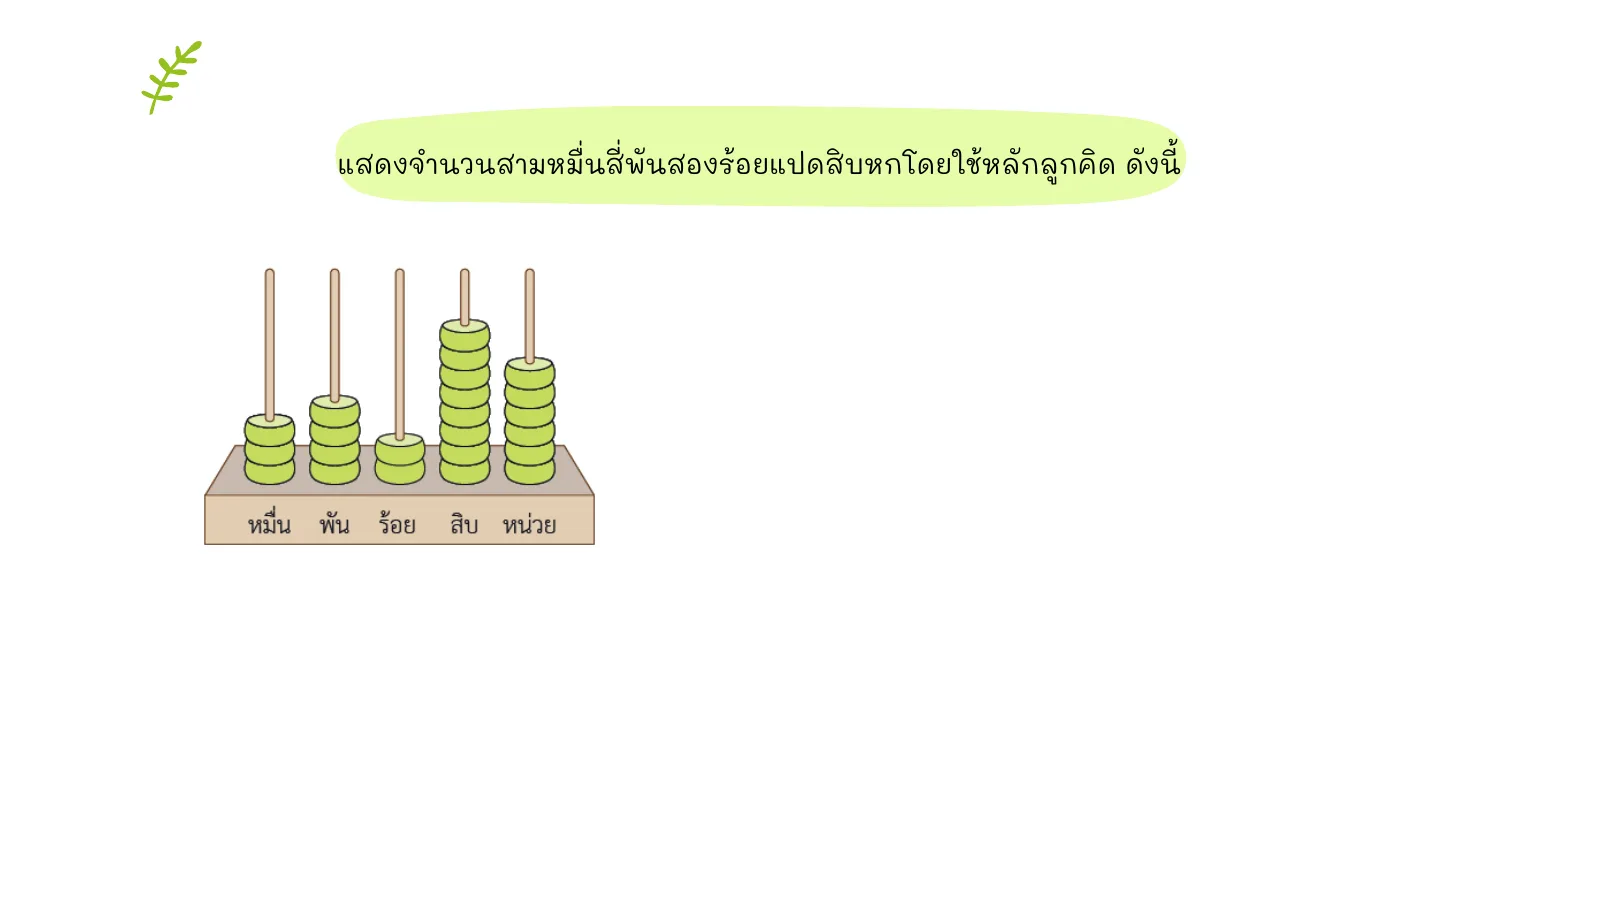 แสดงจำนวนสามหมื่นสี่พันสองร้อยแปดสิบหกโดยใช้หลักลูกคิด ดังนี้
หมื่น พัน ร้อย สิบ หน่วย